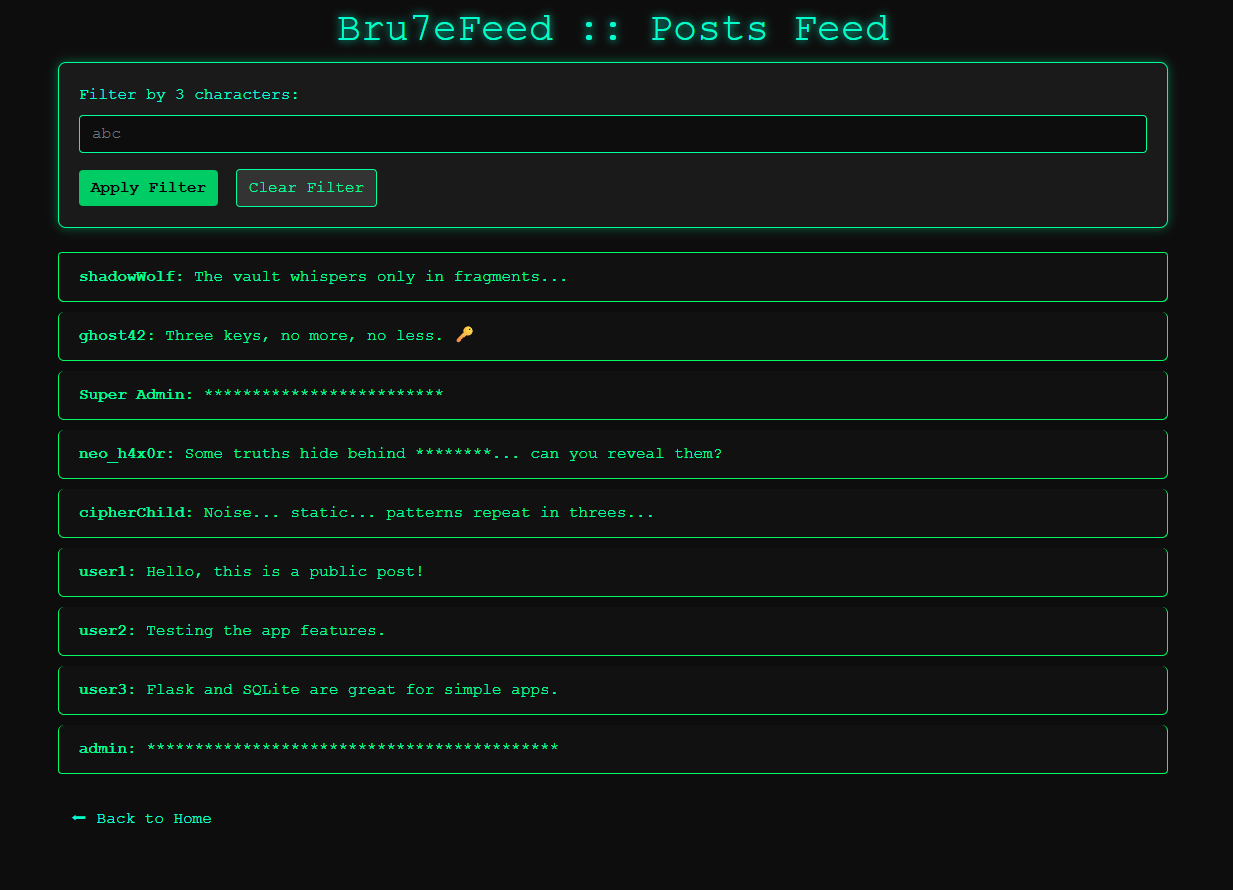 Bru7eFeed :: Posts Feed
Filter by 3 characters:
abc
Apply Filter
Clear Filter
shadowWolf: The vault whispers only in fragments...
ghost42: Three keys, no more, no less. 🔑
Super Admin: *************************
neo_h4x0r: Some truths hide behind ********... can you reveal them?
cipherChild: Noise... static... patterns repeat in threes...
user1: Hello, this is a public post!
user2: Testing the app features.
user3: Flask and SQLite are great for simple apps.
admin: *******************************************
⬅ Back to Home